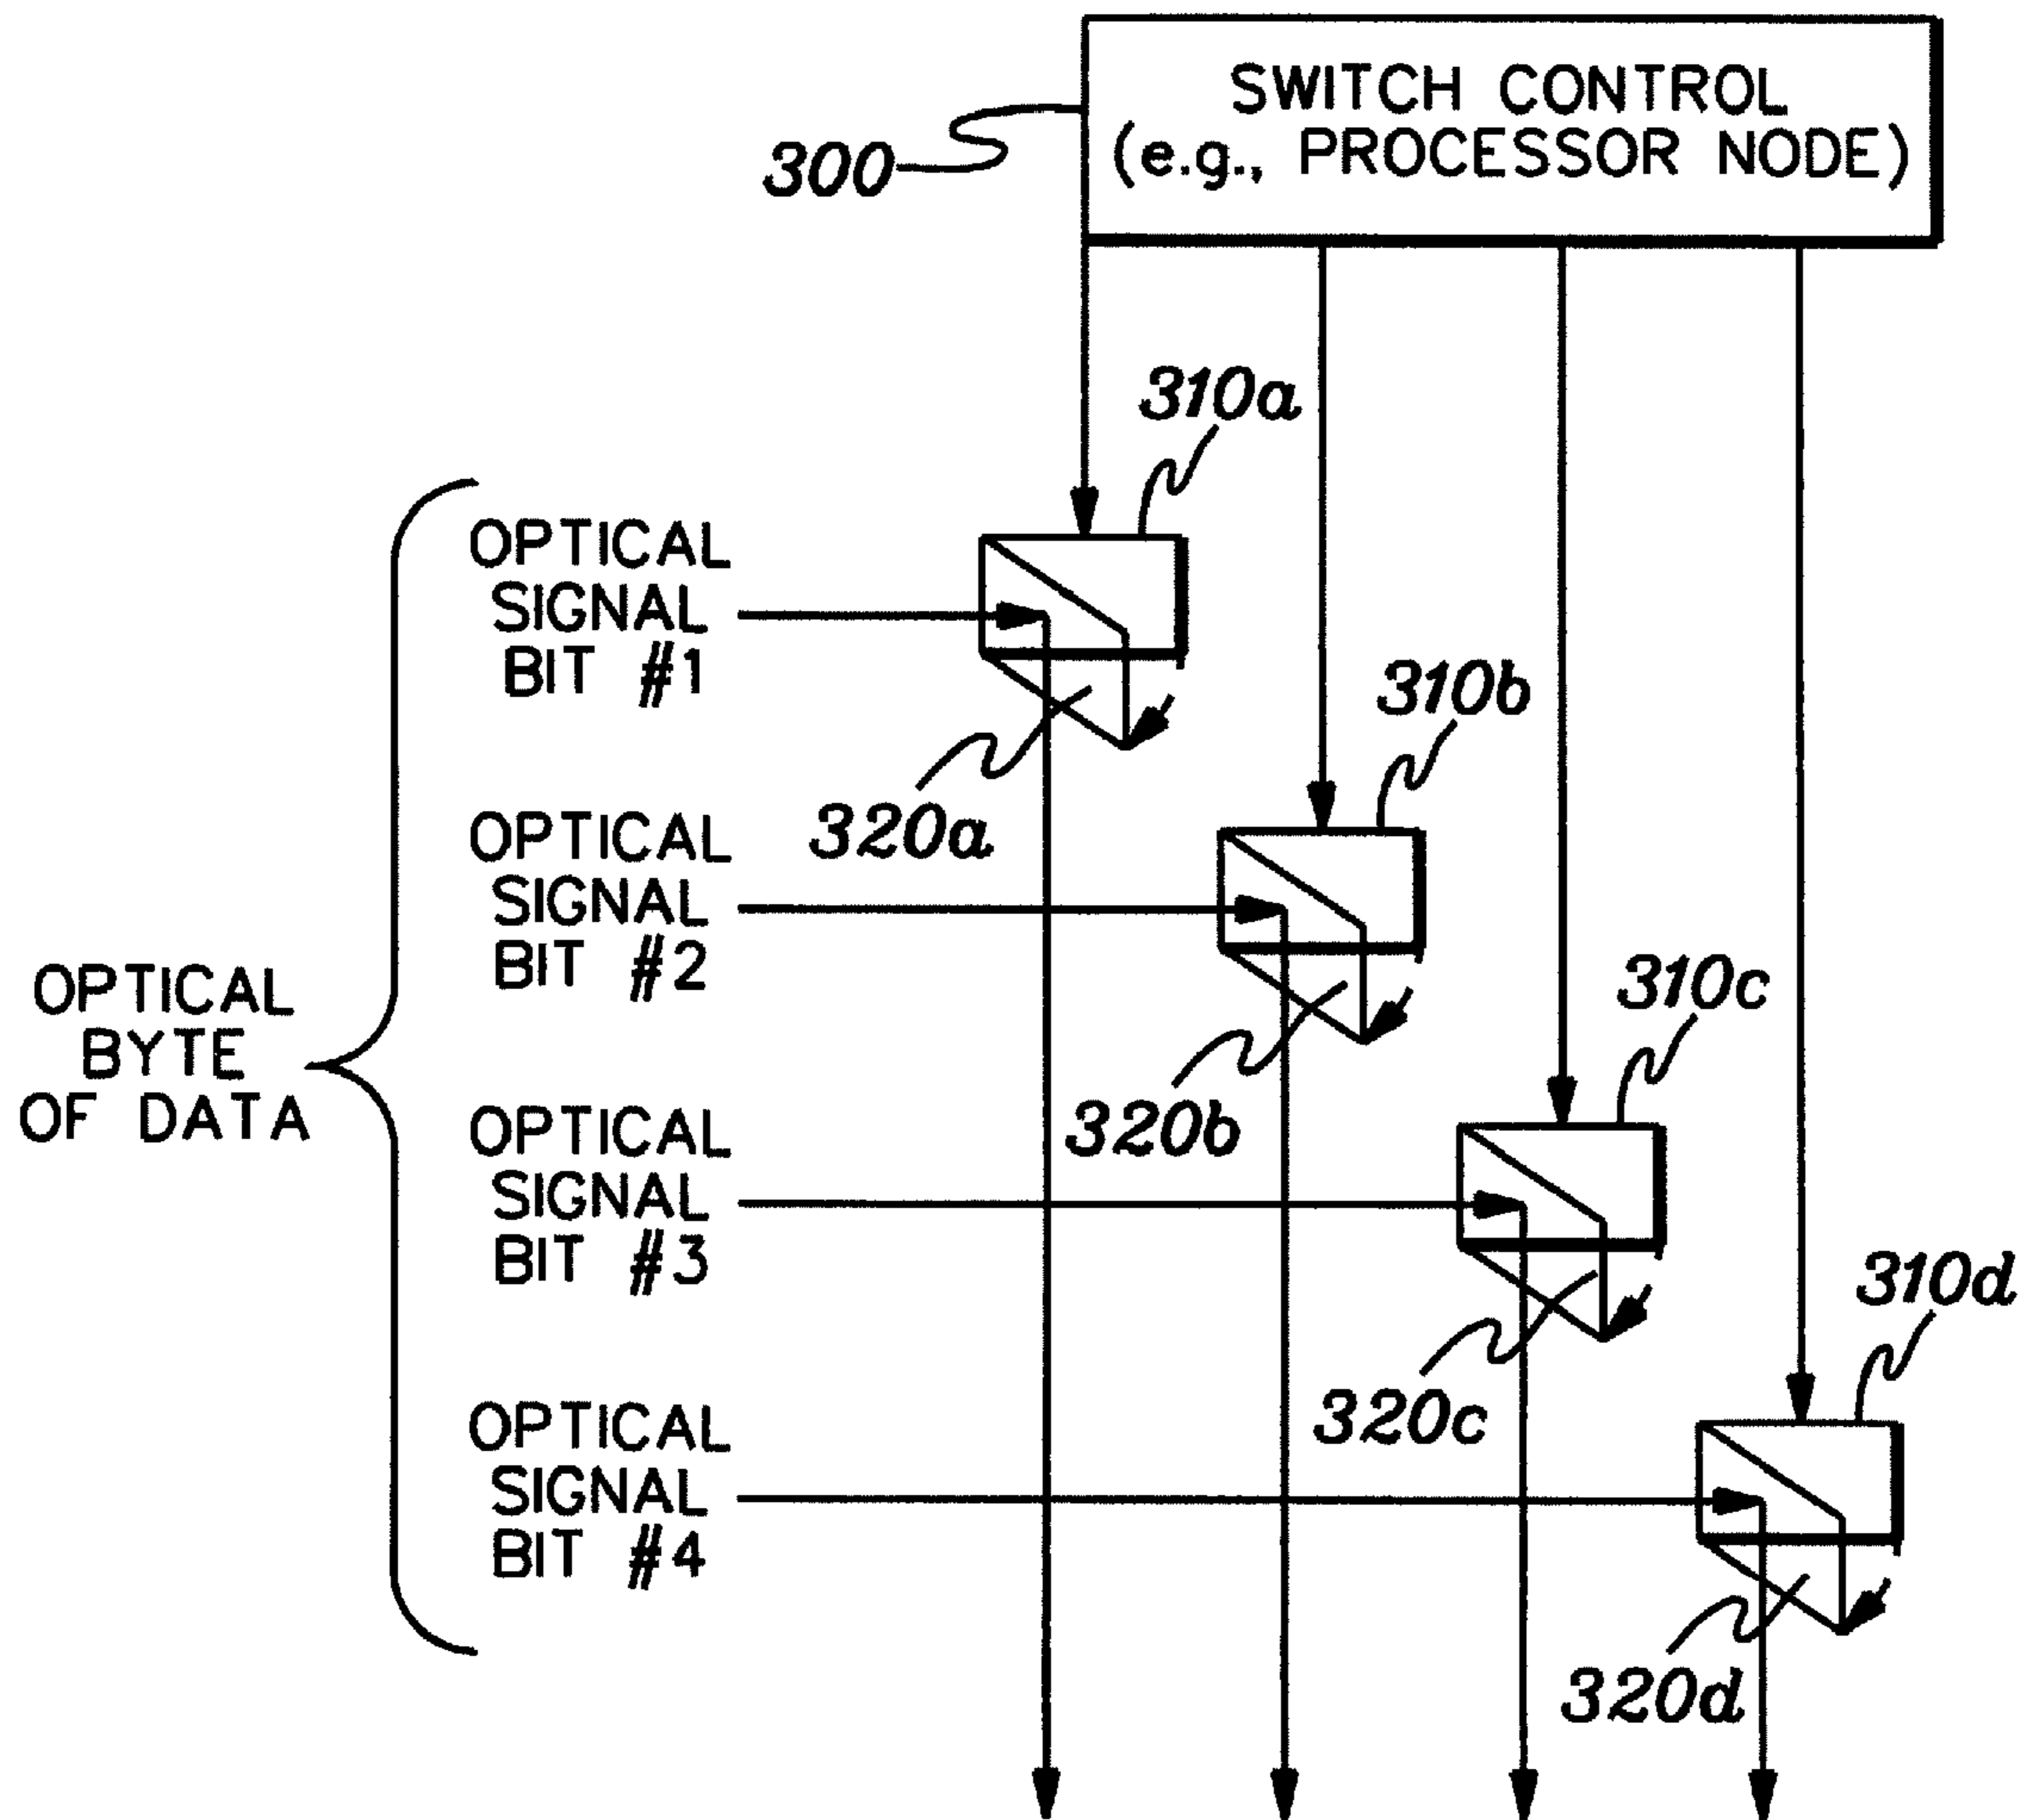 SWITCH CONTROL
(e.g., PROCESSOR NODE)
300
310a
OPTICAL
SIGNAL
BIT #1
310b
320a
OPTICAL
SIGNAL
BIT #2
OPTICAL
BYTE
OF DATA
310c
320b
OPTICAL
SIGNAL
BIT #3
310d
320c
OPTICAL
SIGNAL
BIT #4
320d